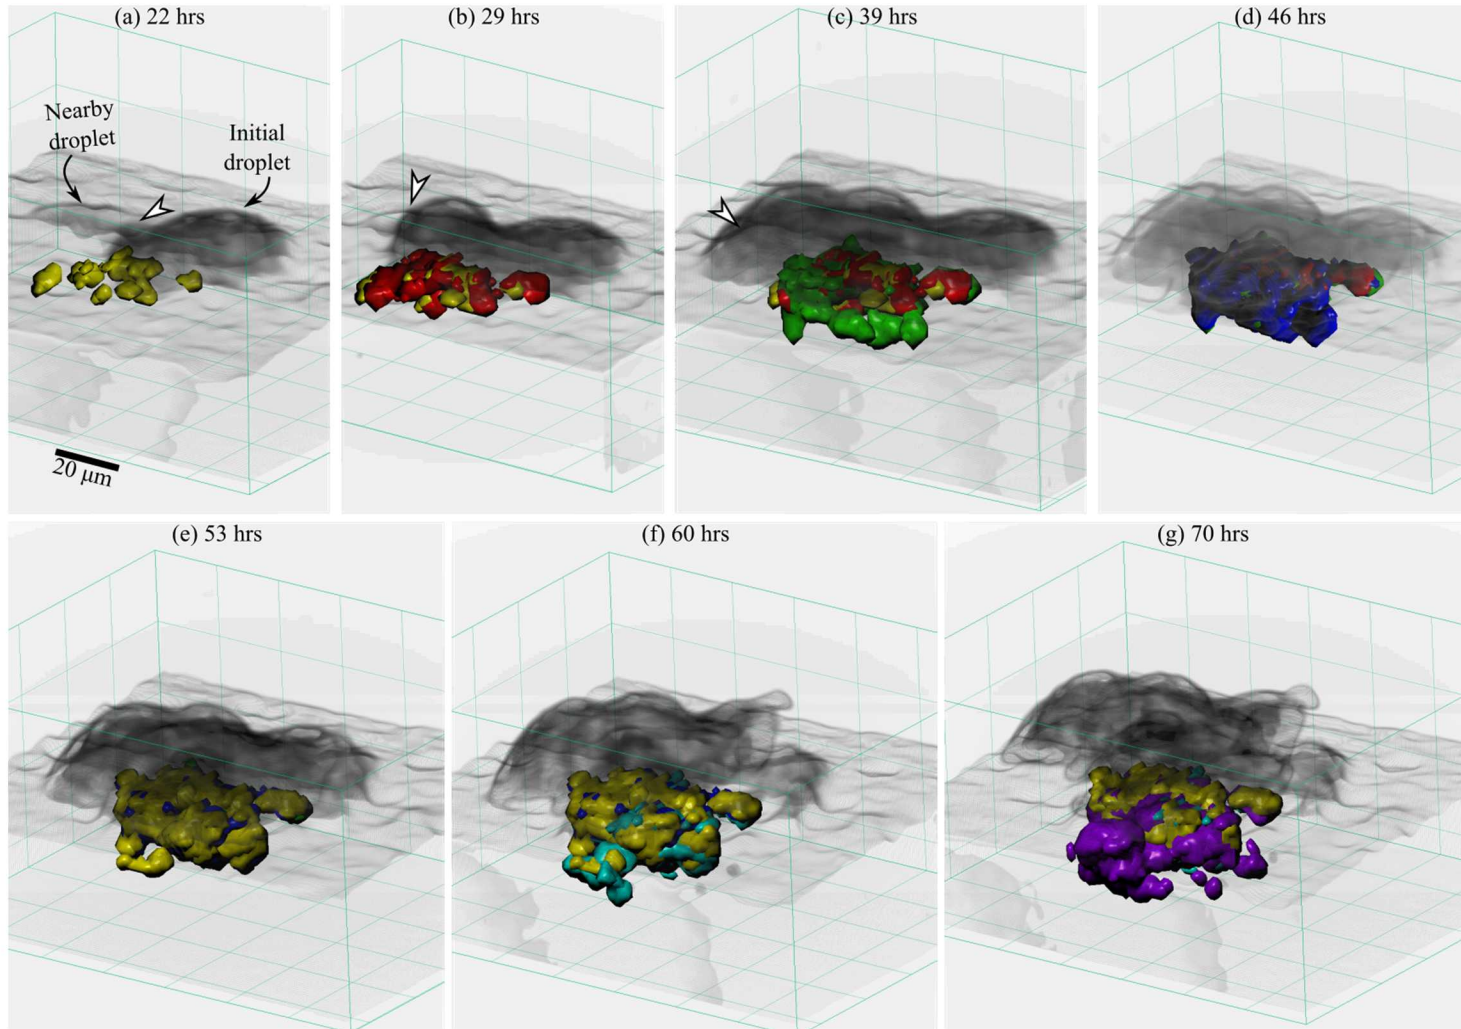 (a) 22 hrs
(b) 29 hrs
(c) 39 hrs
(d) 46 hrs
Nearby
droplet
Initial
droplet
20 μm
(e) 53 hrs
(f) 60 hrs
(g) 70 hrs